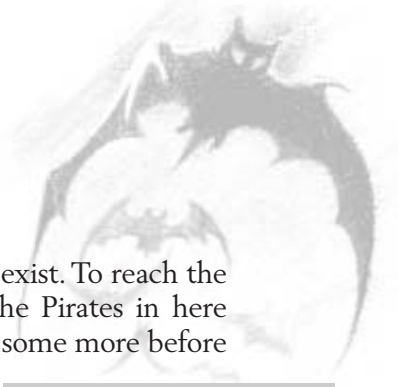 exist. To reach the
he Pirates in here
some more before